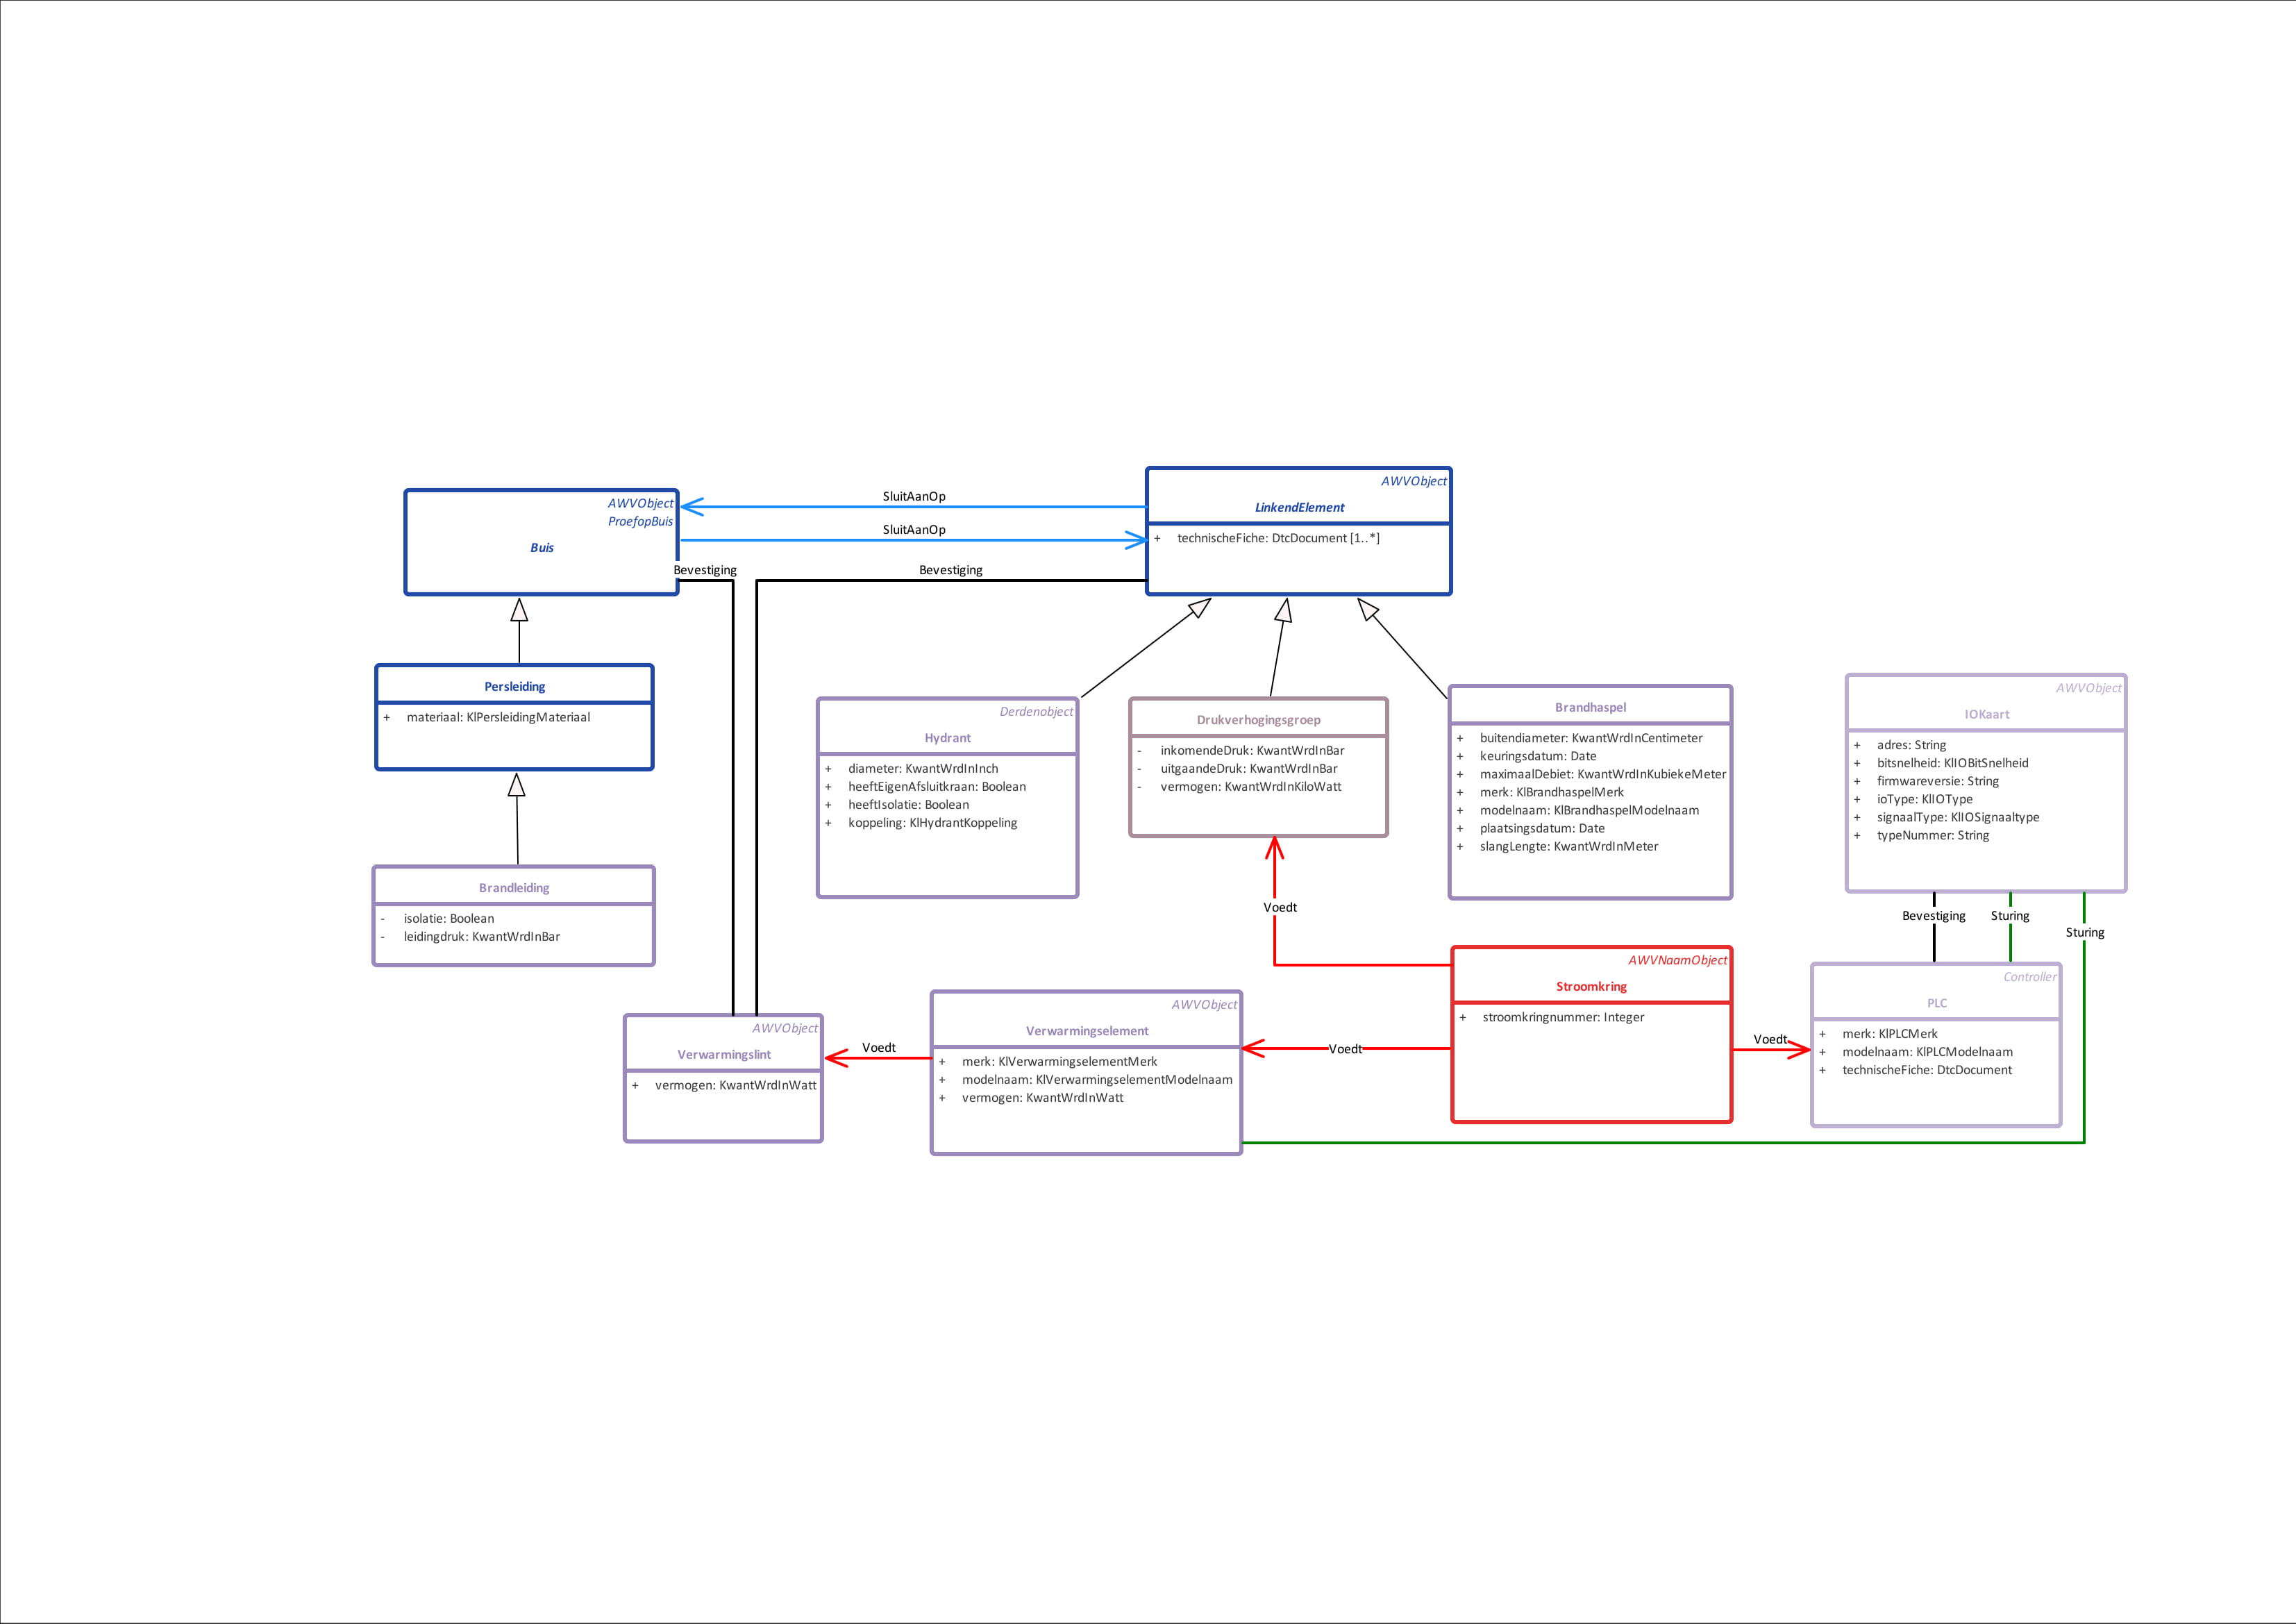 AWVObject
ProefopBuis
Buis
SluitAanOp
SluitAanOp
Bevestiging
Bevestiging
AWVObject
LinkendElement
+ technischeFiche: DtcDocument [1..*]
Persleiding
+ materiaal: KlPersleidingMateriaal
Brandleiding
- isolatie: Boolean
- leidingdruk: KwantWrdInBar
Derdenobject
Hydrant
+ diameter: KwantWrdInInch
+ heeftEigenAfsluitkraan: Boolean
+ heeftIsolatie: Boolean
+ koppeling: KlHydrantKoppeling
Drukverhogingsgroep
- inkomendeDruk: KwantWrdInBar
- uitgaandeDruk: KwantWrdInBar
- vermogen: KwantWrdInKiloWatt
Brandhaspel
+ buitendiameter: KwantWrdInCentimeter
+ keuringsdatum: Date
+ maximaalDebiet: KwantWrdInKubiekeMeter
+ merk: KlBrandhaspelMerk
+ modelnaam: KlBrandhaspelModelnaam
+ plaatsingsdatum: Date
+ slangLengte: KwantWrdInMeter
AWVObject
IOKaart
+ adres: String
+ bitsnelheid: KlIOBitSnelheid
+ firmwareversie: String
+ ioType: KlIOType
+ signaalType: KlIOSignaaltype
+ typeNummer: String
Voedt
Bevestiging
Sturing
Sturing
AWVObject
Verwarmingslint
+ vermogen: KwantWrdInWatt
Voedt
AWVObject
Verwarmingselement
+ merk: KlVerwarmingselementMerk
+ modelnaam: KlVerwarmingselementModelnaam
+ vermogen: KwantWrdInWatt
Voedt
AWVNaamObject
Stroomkring
+ stroomkringnummer: Integer
Voedt
Controller
PLC
+ merk: KlPLCMerk
+ modelnaam: KlPLCModelnaam
+ technischeFiche: DtcDocument